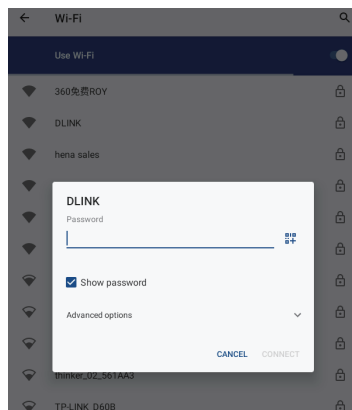 Wi-Fi
Use Wi-Fi
360免费ROY
DLINK
hena sales
DLINK
Password
Show password
Advanced options
CANCEL CONNECT
thinker_02_561AA3
TP-LINK_D60B